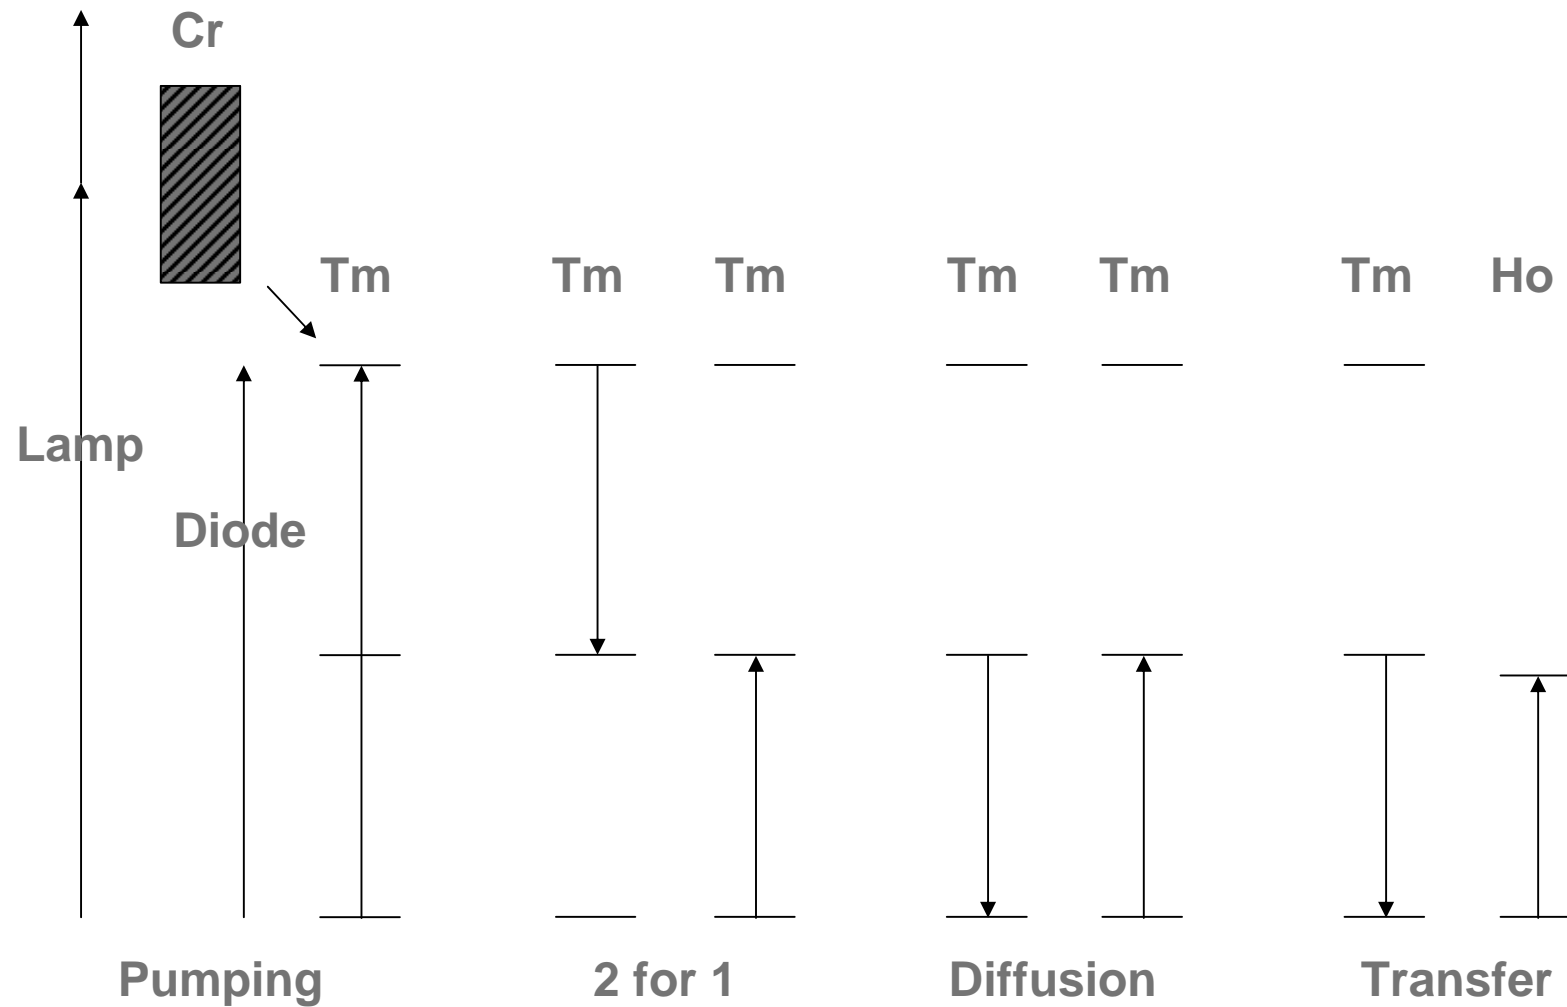 Cr
Tm Tm Tm Tm Tm Tm Ho
Lamp
Diode
Pumping 2 for 1 Diffusion Transfer